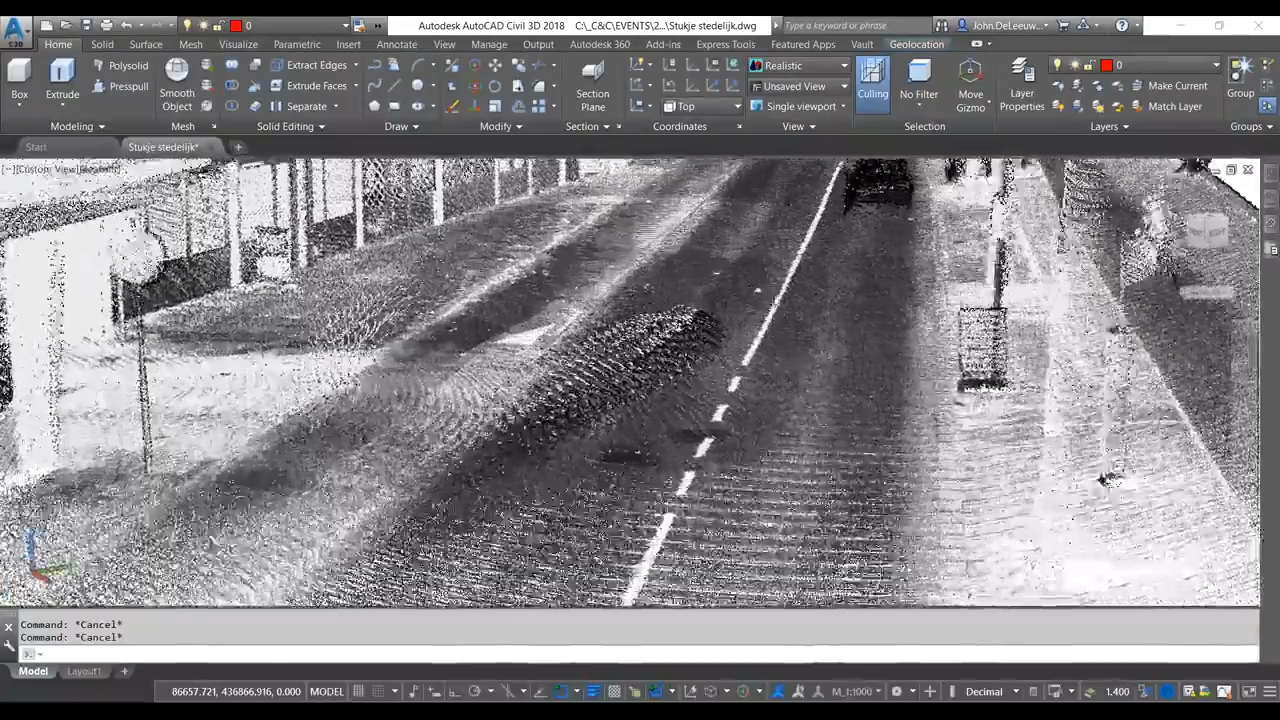 Autodesk AutoCAD Civil 3D 2018 C:\_C&C\EVENTS\2...\Stukje stedelijk.dwg
0
Type a keyword or phrase
John.DeLeeuw...
C3D
Home Solid Surface Mesh Visualize Parametric Insert Annotate View Manage Output Autodesk 360 Add-ins Express Tools Featured Apps Vault Geolocation
Box
Extrude
Polysolid
Presspull
Modeling
Smooth
Object
Mesh
Extract Edges
Extrude Faces
Separate
Solid Editing
Draw
Modify
Section
Plane
Section
Top
Coordinates
Realistic
Unsaved View
Single viewport
View
Culling
No Filter
Move
Gizmo
Selection
Layer
Properties
0
Make Current
Match Layer
Layers
Group
Groups
Start
Stukje stedelijk*
Command: *Cancel*
Command: *Cancel*
Model
Layout1
86657.721, 436866.916, 0.000 MODEL
M_1:1000
Decimal
1.400